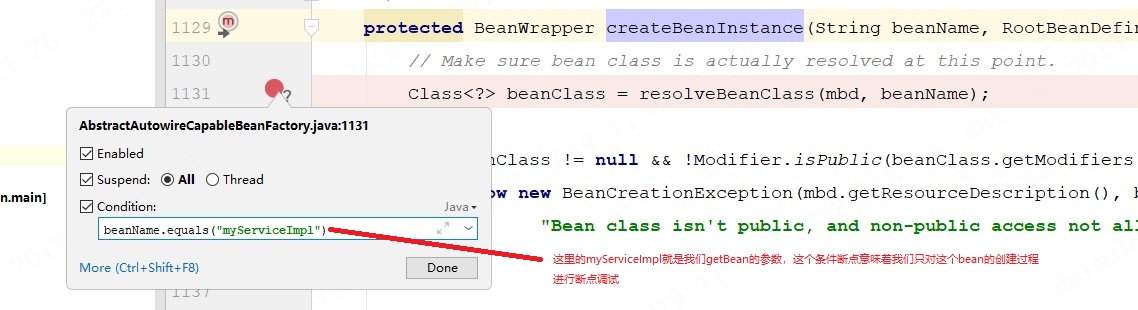 1129
protected BeanWrapper createBeanInstance(String beanName, RootBeanDefin
1130
// Make sure bean class is actually resolved at this point.
1131
Class<?> beanClass = resolveBeanClass(mbd, beanName);
AbstractAutowireCapableBeanFactory.java:1131
Enabled
nClass != null && !Modifier.isPublic(beanClass.getModifiers
Suspend: All Thread
n.main]
ow new BeanCreationException(mbd.getResourceDescription(), b
Condition:
Java
beanName.equals("myServiceImpl")
"Bean class isn't public, and non-public access not all
More (Ctrl+Shift+F8)
Done
这里的myServiceImpl就是我们getBean的参数，这个条件断点意味着我们只对这个bean的创建过程
进行断点调试
1137